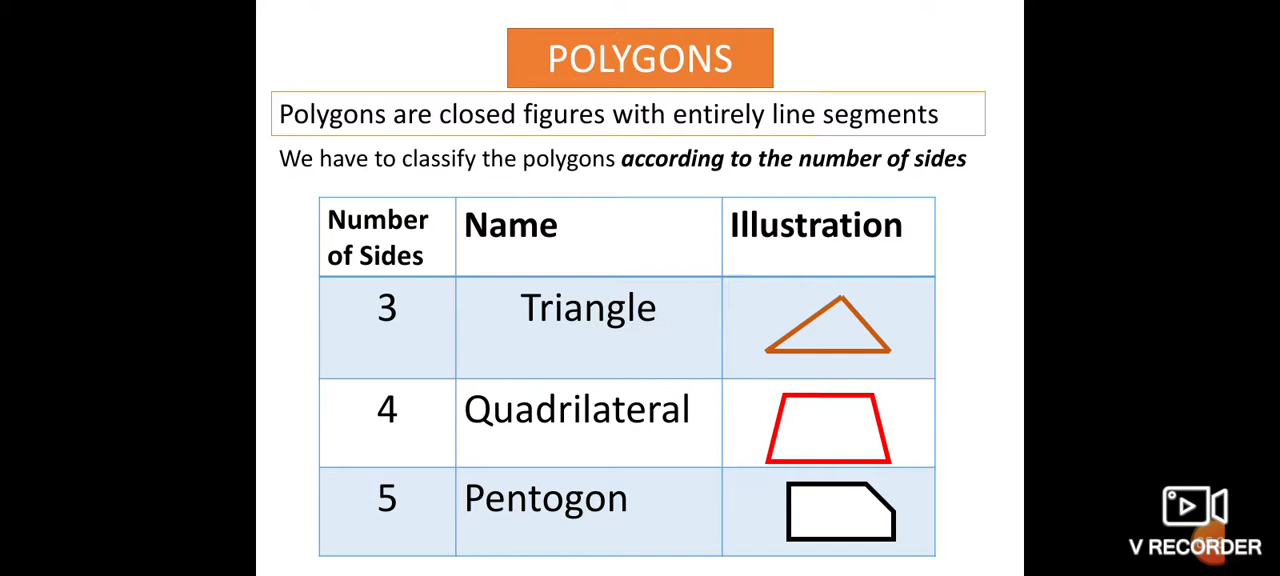 POLYGONS
Polygons are closed figures with entirely line segments
We have to classify the polygons according to the number of sides
Number of Sides Name Illustration
3 Triangle
4 Quadrilateral
5 Pentogon
V RECORDER